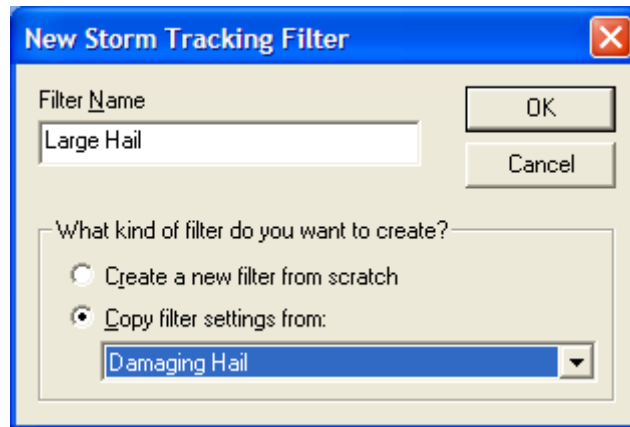 New Storm Tracking Filter
Filter Name
Large Hail
OK
Cancel
What kind of filter do you want to create?
Create a new filter from scratch
Copy filter settings from:
Damaging Hail